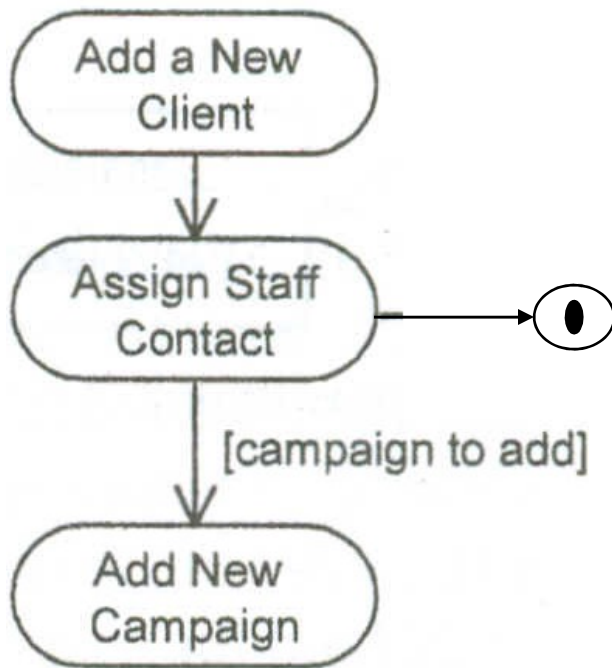 Add a New
Client
Assign Staff
Contact
[campaign to add]
Add New
Campaign